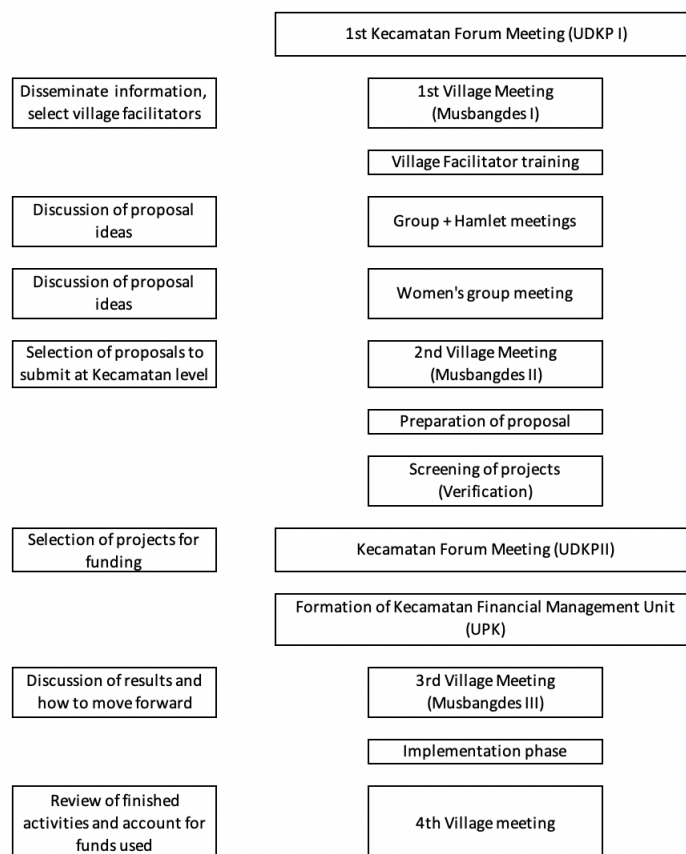 1st Kecamatan Forum Meeting (UDKP I)
Disseminate information,
select village facilitators
1st Village Meeting
(Musbangdes I)
Village Facilitator training
Discussion of proposal
ideas
Group + Hamlet meetings
Discussion of proposal
ideas
Women's group meeting
Selection of proposals to
submit at Kecamatan level
2nd Village Meeting
(Musbangdes II)
Preparation of proposal
Screening of projects
(Verification)
Selection of projects for
funding
Kecamatan Forum Meeting (UDKPII)
Formation of Kecamatan Financial Management Unit
(UPK)
Discussion of results and
how to move forward
3rd Village Meeting
(Musbangdes III)
Implementation phase
Review of finished
activities and account for
funds used
4th Village meeting